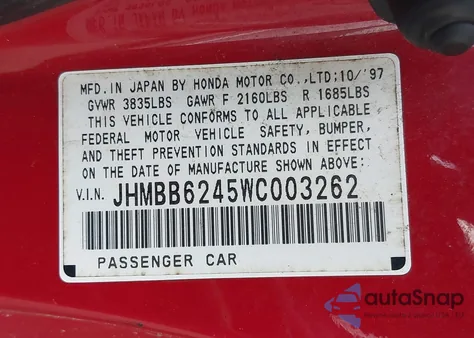 MFD. IN JAPAN BY HONDA MOTOR CO., LTD: 10/'97
GVWR 3835LBS GAWR F 2160LBS R 1685LBS
THIS VEHICLE CONFORMS TO ALL APPLICABLE
FEDERAL MOTOR VEHICLE SAFETY, BUMPER,
AND THEFT PREVENTION STANDARDS IN EFFECT
ON THE DATE OF MANUFACTURE SHOWN ABOVE:
V.I.N. JHMBB6245WC003262
PASSENGER CAR
autoSnap